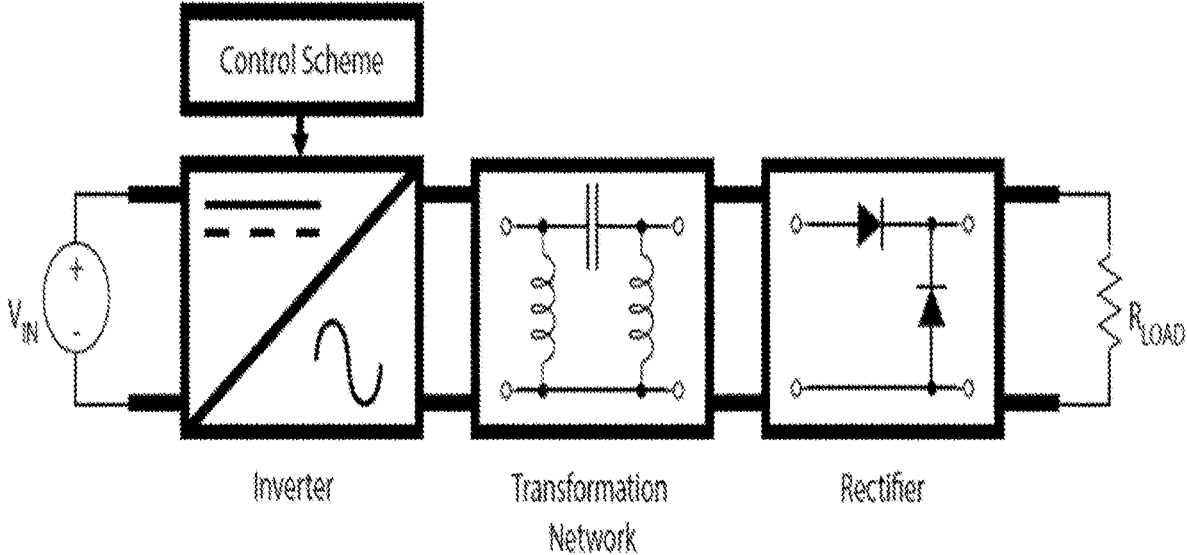 Control Scheme
+
-
V_IN
R_LOAD
Inverter
Transformation
Network
Rectifier